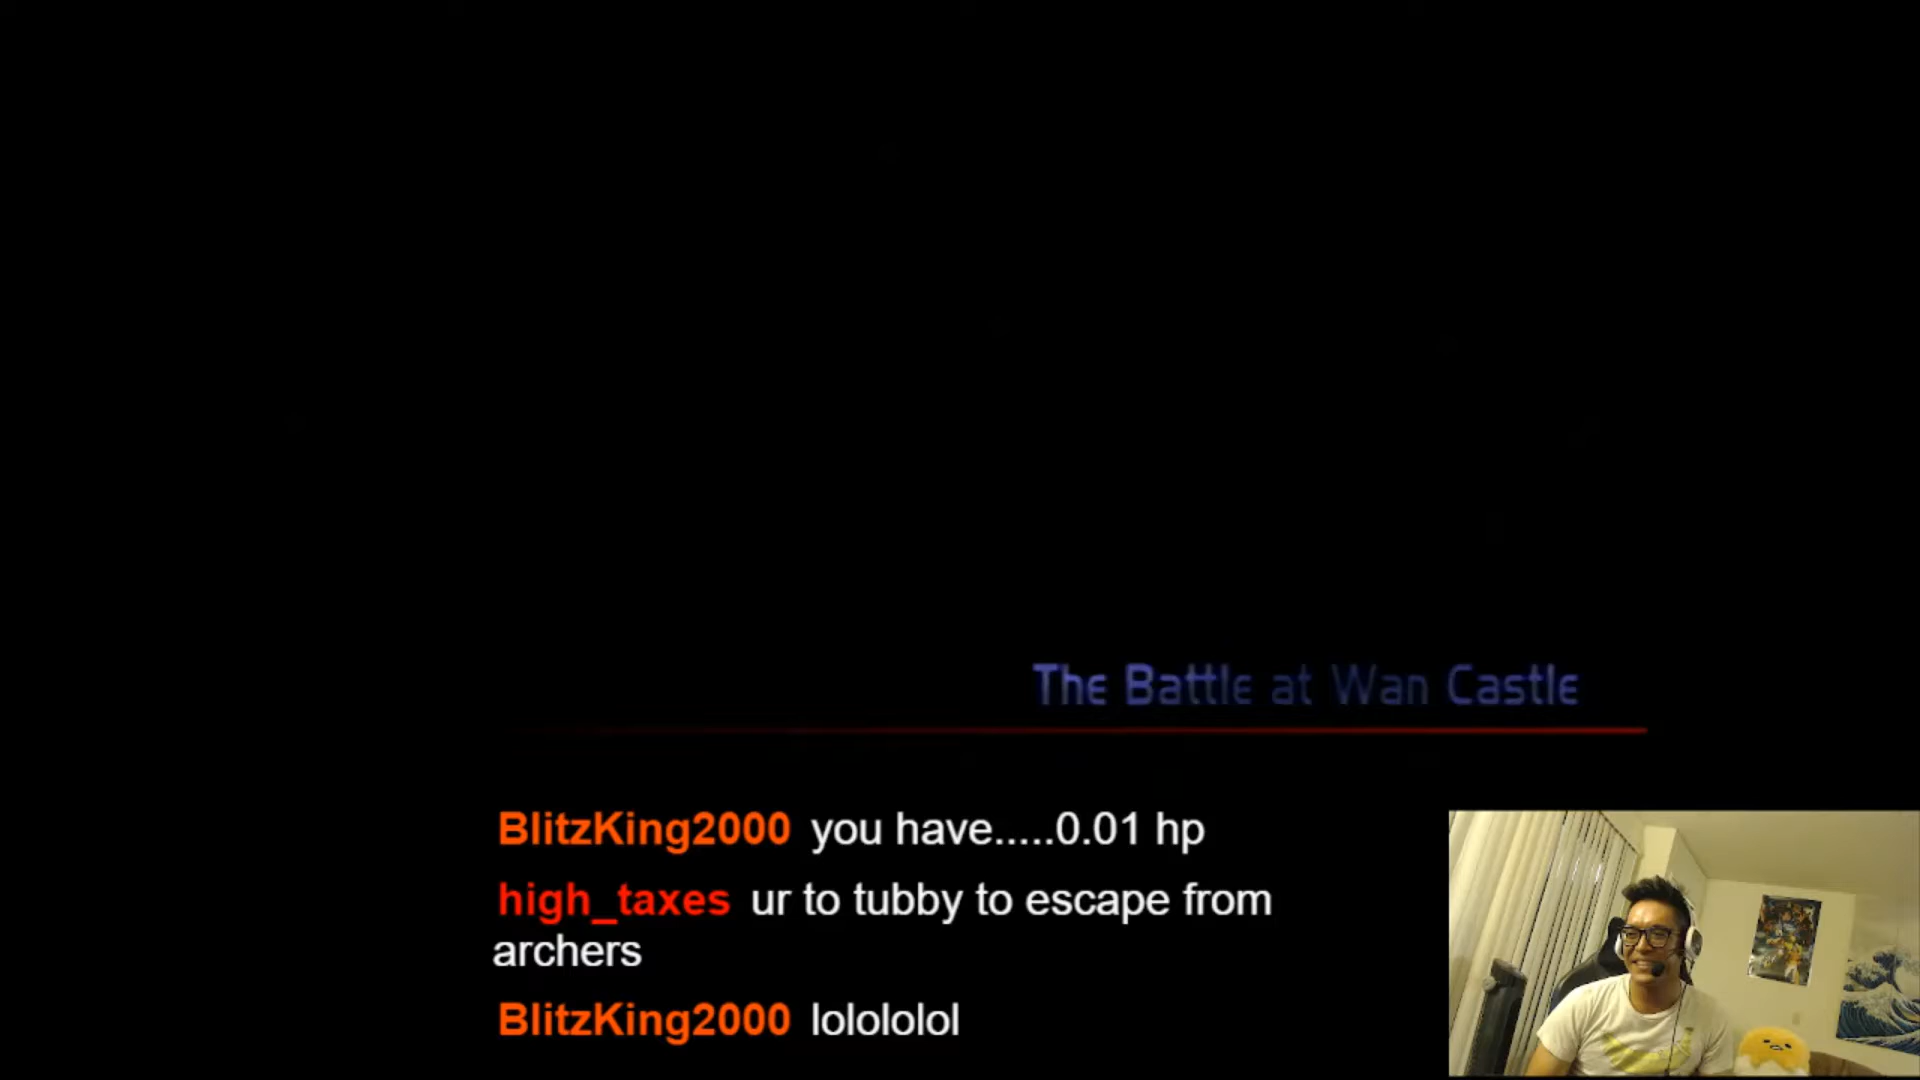 The Battle at Wan Castle
BlitzKing2000 you have.....0.01 hp
high_taxes ur to tubby to escape from
archers
BlitzKing2000 lolololol